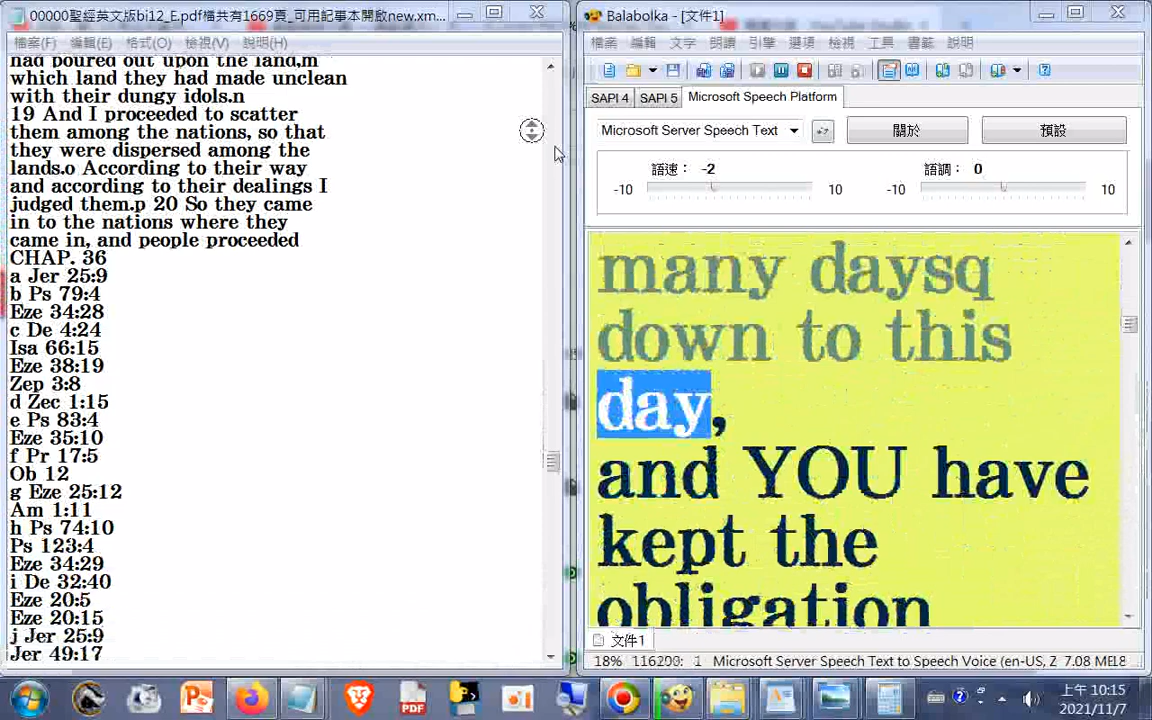 00000聖經英文版bi12_E.pdf檔共有1669頁_可用記事本開啟new.xm...
檔案(F) 編輯(E) 格式(O) 檢視(V) 說明(H)
had poured out upon the land,m
which land they had made unclean
with their dungy idols.n
19 And I proceeded to scatter
them among the nations, so that
they were dispersed among the
lands.o According to their way
and according to their dealings I
judged them.p 20 So they came
in to the nations where they
came in, and people proceeded
CHAP. 36
a Jer 25:9
b Ps 79:4
Eze 34:28
c De 4:24
Isa 66:15
Eze 38:19
Zep 3:8
d Zec 1:15
e Ps 83:4
Eze 35:10
f Pr 17:5
Ob 12
g Eze 25:12
Am 1:11
h Ps 74:10
Ps 123:4
Eze 34:29
i De 32:40
Eze 20:5
Eze 20:15
j Jer 25:9
Jer 49:17
Balabolka - [文件1]
檔案 編輯 文字 朗讀 引擎 選項 檢視 工具 書籤 說明
SAPI 4 SAPI 5 Microsoft Speech Platform
Microsoft Server Speech Text 關於 預設
語速: -2 語調: 0
-10 10 -10 10
many daysq
down to this
day,
and YOU have
kept the
obligation
文件1
18% 116200: 1 Microsoft Server Speech Text to Speech Voice (en-US, Z 7.08 MB
上午 10:15
2021/11/7